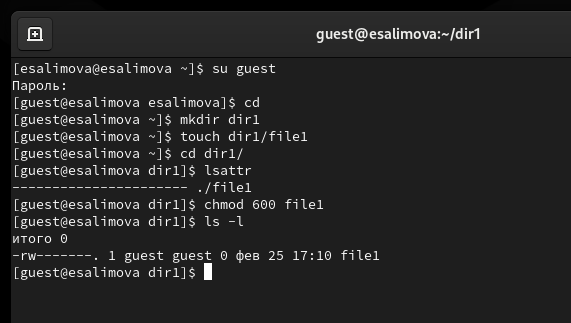 guest@esalimova:~/dir1
[esalimova@esalimova ~]$ su guest
Пароль:
[guest@esalimova esalimova]$ cd
[guest@esalimova ~]$ mkdir dir1
[guest@esalimova ~]$ touch dir1/file1
[guest@esalimova ~]$ cd dir1/
[guest@esalimova dir1]$ lsattr
---------------------- ./file1
[guest@esalimova dir1]$ chmod 600 file1
[guest@esalimova dir1]$ ls -l
итого 0
-rw-------. 1 guest guest 0 фев 25 17:10 file1
[guest@esalimova dir1]$